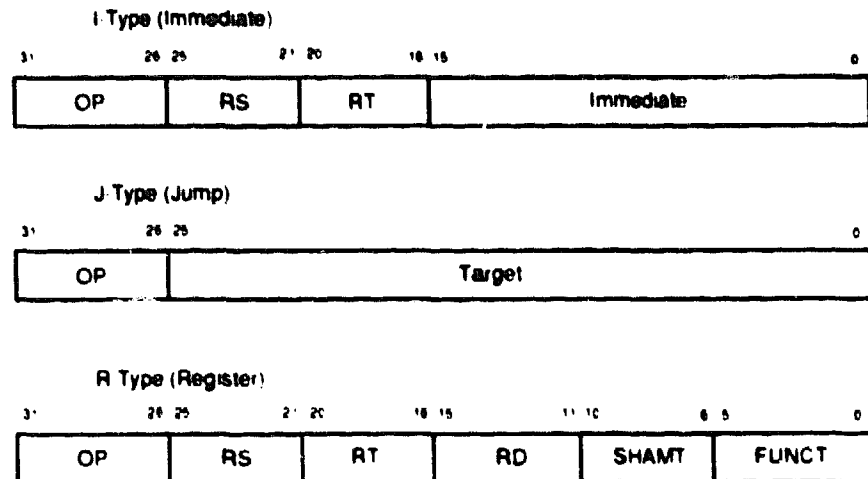 I-Type (Immediate)
31 26 25 21 20 16 15 0
OP RS RT Immediate
J-Type (Jump)
31 26 25 0
OP Target
R Type (Register)
31 26 25 21 20 16 15 11 10 6 5 0
OP RS RT RD SHAMT FUNCT